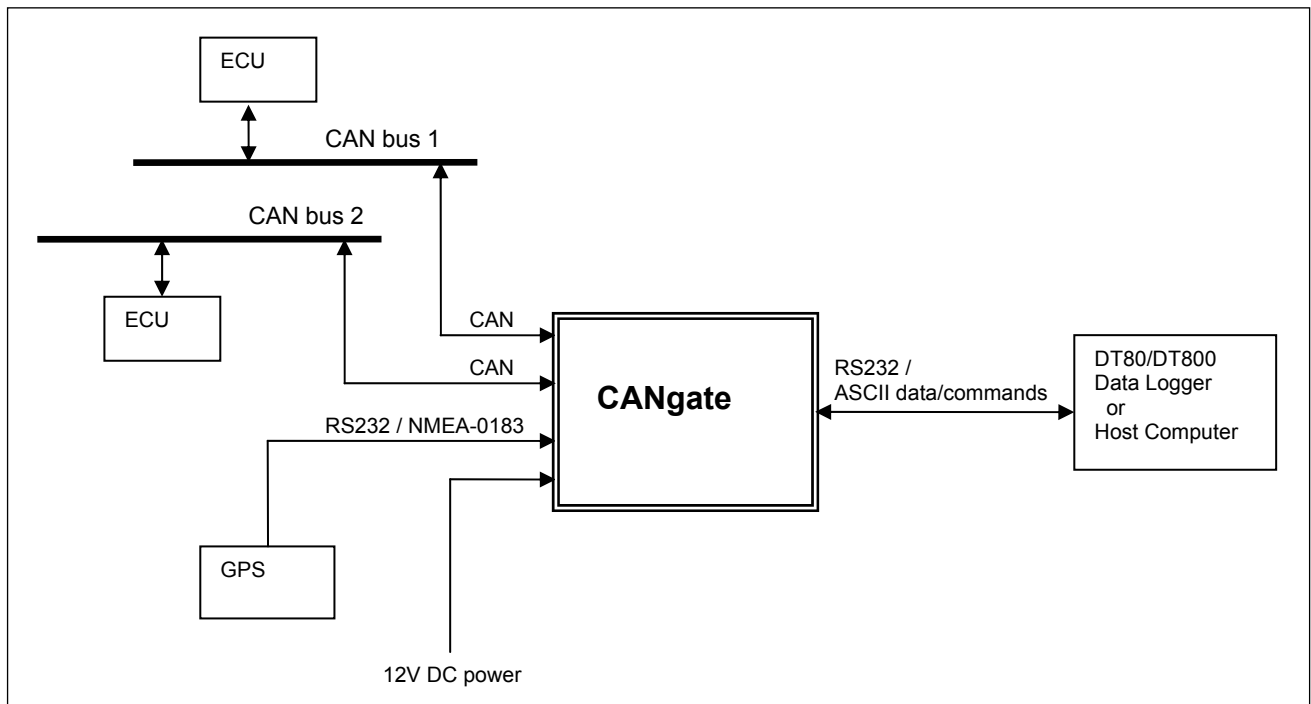 ECU
CAN bus 1
CAN bus 2
ECU
CAN
CAN
RS232 / NMEA-0183
CANgate
RS232 /
ASCII data/commands
DT80/DT800
Data Logger
or
Host Computer
GPS
12V DC power